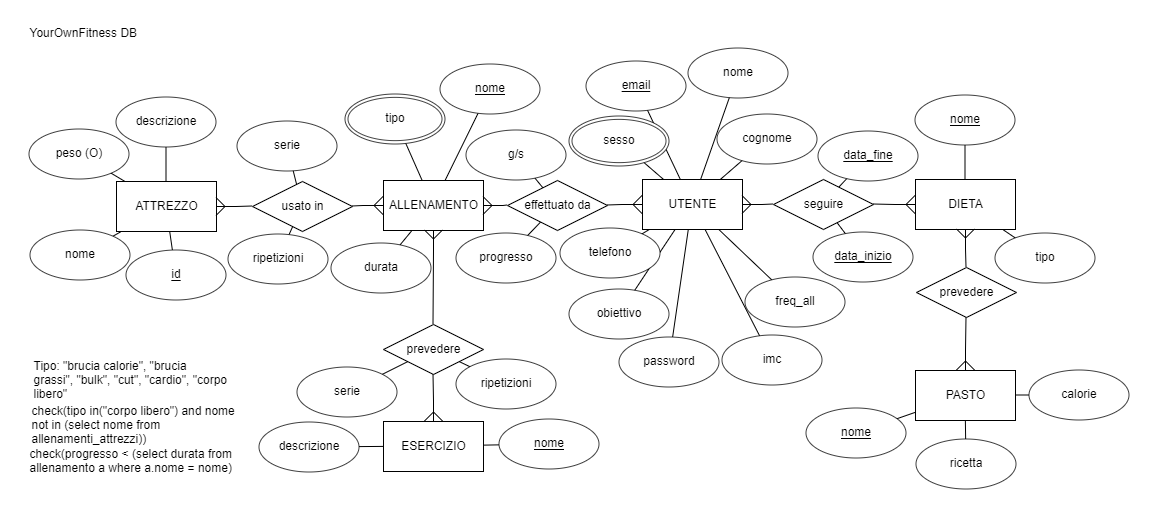 YourOwnFitness DB
nome
email
nome
tipo
descrizione
nome
serie
sesso
cognome
peso (O)
g/s
data_fine
ATTREZZO
usato in
ALLENAMENTO
effettuato da
UTENTE
seguire
DIETA
nome
id
ripetizioni
durata
progresso
telefono
data_inizio
tipo
prevedere
freq_all
obiettivo
prevedere
password
imc
ripetizioni
serie
PASTO
calorie
nome
ricetta
descrizione
ESERCIZIO
nome
Tipo: "brucia calorie", "brucia
grassi", "bulk", "cut", "cardio", "corpo
libero"
check(tipo in("corpo libero") and nome
not in (select nome from
allenamenti_attrezzi))
check(progresso < (select durata from
allenamento a where a.nome = nome)